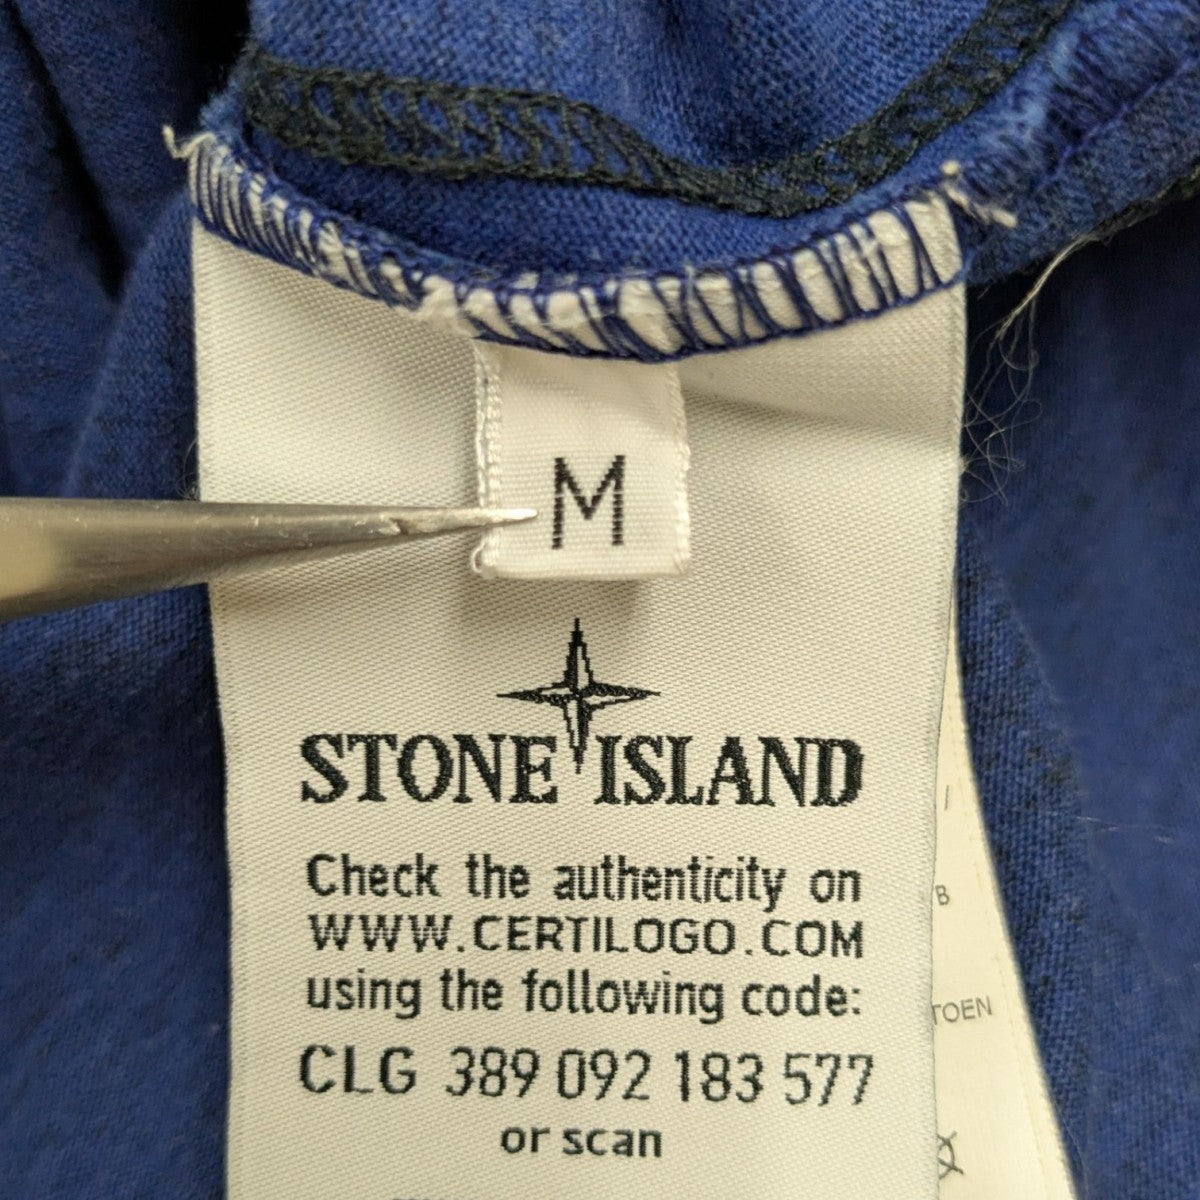 M
STONE ISLAND
Check the authenticity on
WWW.CERTILOGO.COM
using the following code:
CLG 389 092 183 577
or scan
B
TOEN